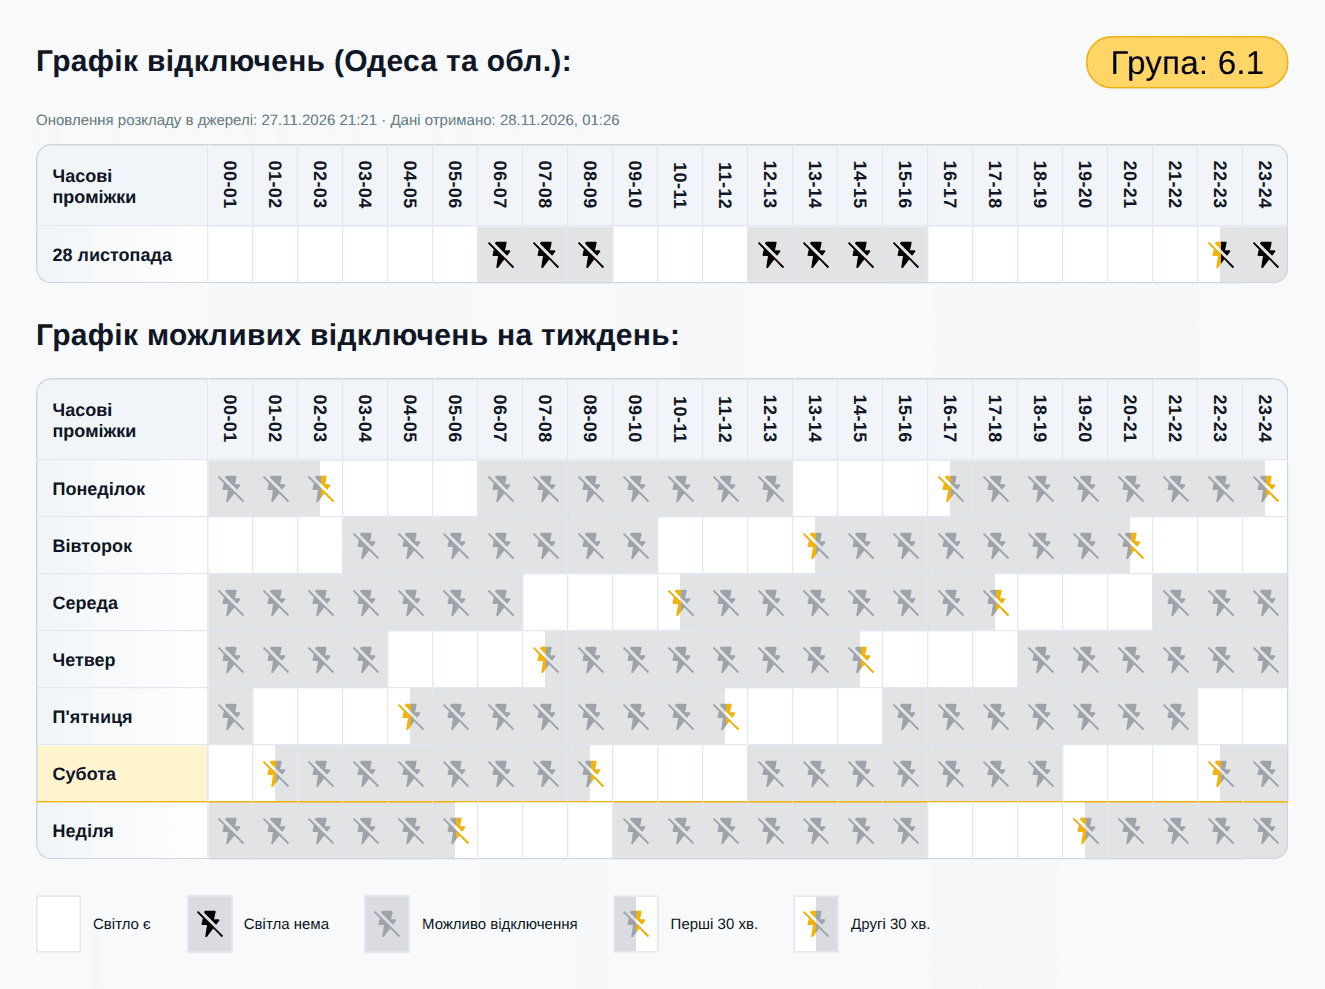 Графік відключень (Одеса та обл.):
Група: 6.1
Оновлення розкладу в джерелі: 27.11.2026 21:21 · Дані отримано: 28.11.2026, 01:26
Часові проміжки 00-01 01-02 02-03 03-04 04-05 05-06 06-07 07-08 08-09 09-10 10-11 11-12 12-13 13-14 14-15 15-16 16-17 17-18 18-19 19-20 20-21 21-22 22-23 23-24
28 листопада
Графік можливих відключень на тиждень:
Часові проміжки 00-01 01-02 02-03 03-04 04-05 05-06 06-07 07-08 08-09 09-10 10-11 11-12 12-13 13-14 14-15 15-16 16-17 17-18 18-19 19-20 20-21 21-22 22-23 23-24
Понеділок
Вівторок
Середа
Четвер
П'ятниця
Субота
Неділя
Світло є Світла нема Можливо відключення Перші 30 хв. Другі 30 хв.